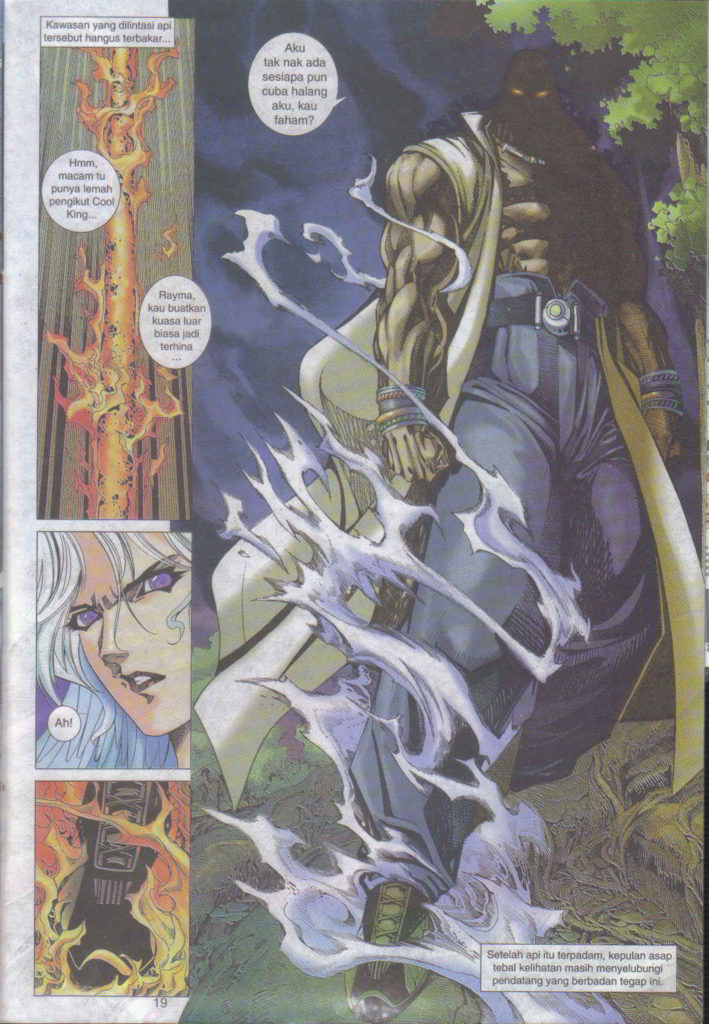 Kawasan yang dilintasi api
tersebut hangus terbakar...
Hmm,
macam tu
punya lemah
pengikut Cool
King...
Rayma,
kau buatkan
kuasa luar
biasa jadi
terhina
...
Aku
tak nak ada
sesiapa pun
cuba halang
aku, kau
faham?
Ah!
Setelah api itu terpadam, kepulan asap
tebal kelihatan masih menyelubungi
pendatang yang berbadan tegap ini.
19